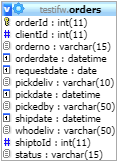 testifw.orders
orderId : int(11)
clientId : int(11)
orderno : varchar(15)
orderdate : datetime
requestdate : date
pickdeliv : varchar(10)
pickdate : datetime
pickedby : varchar(50)
shipdate : datetime
whodeliv : varchar(50)
shiptoId : int(11)
status : varchar(15)